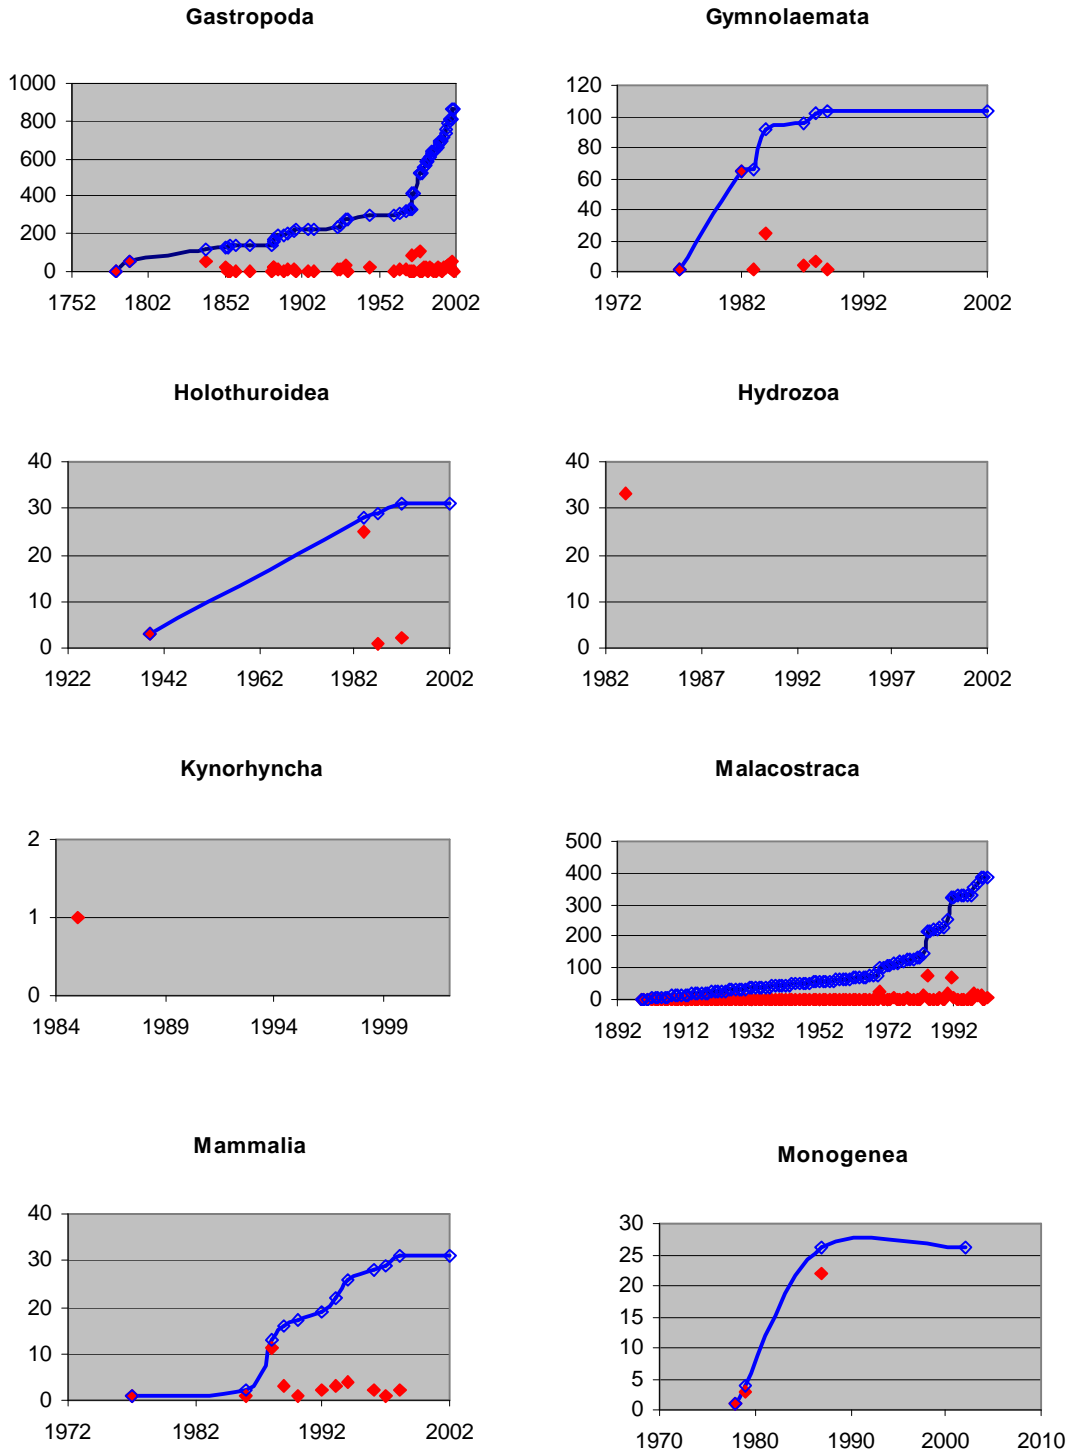 Gastropoda
1000
800
600
400
200
0
1752 1802 1852 1902 1952 2002
Gymnolaemata
120
100
80
60
40
20
0
1972 1982 1992 2002
Holothuroidea
40
30
20
10
0
1922 1942 1962 1982 2002
Hydrozoa
40
30
20
10
0
1982 1987 1992 1997 2002
Kynorhyncha
2
1
0
1984 1989 1994 1999
Malacostraca
500
400
300
200
100
0
1892 1912 1932 1952 1972 1992
Mammalia
40
30
20
10
0
1972 1982 1992 2002
Monogenea
30
25
20
15
10
5
0
1970 1980 1990 2000 2010